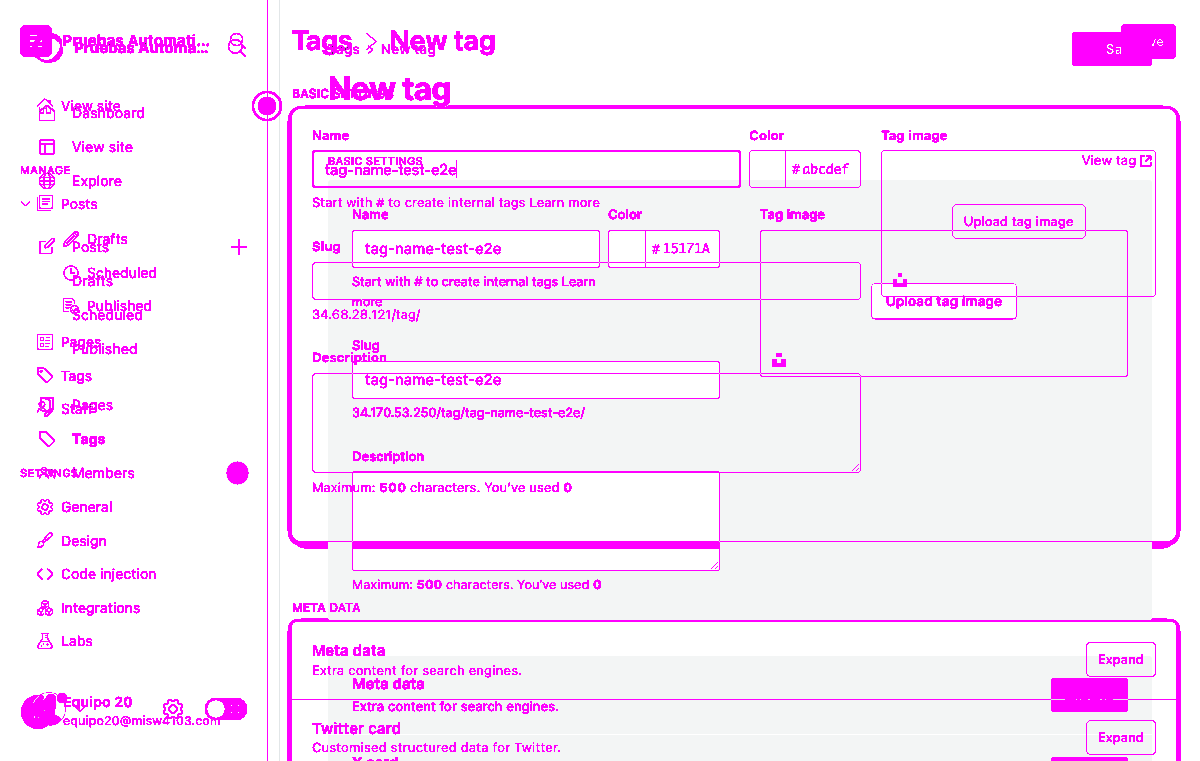 Pruebas Automati...
Pruebas Automa...
Tags > New tag
Tags > New tag
New tag
View site
Dashboard
View site
MANAGE
Explore
Posts
Drafts
Posts
Scheduled
Drafts
Published
Scheduled
Pages
Published
Tags
Staff
Pages
Tags
SETTINGS
Members
General
Design
Code injection
Integrations
Labs
Equipo 20
equipo20@misw4103.com
Name
Color
Tag image
BASIC SETTINGS
tag-name-test-e2e
#abcdef
View tag
Start with # to create internal tags Learn more
Name
Color
Tag image
Upload tag image
Slug
tag-name-test-e2e
#15171A
Start with # to create internal tags Learn
more
Upload tag image
34.68.28.121/tag/
Slug
Description
tag-name-test-e2e
34.170.53.250/tag/tag-name-test-e2e/
Description
Maximum: 500 characters. You've used 0
Maximum: 500 characters. You've used 0
META DATA
Meta data
Expand
Extra content for search engines.
Meta data
Extra content for search engines.
Twitter card
Expand
Customised structured data for Twitter.
X card